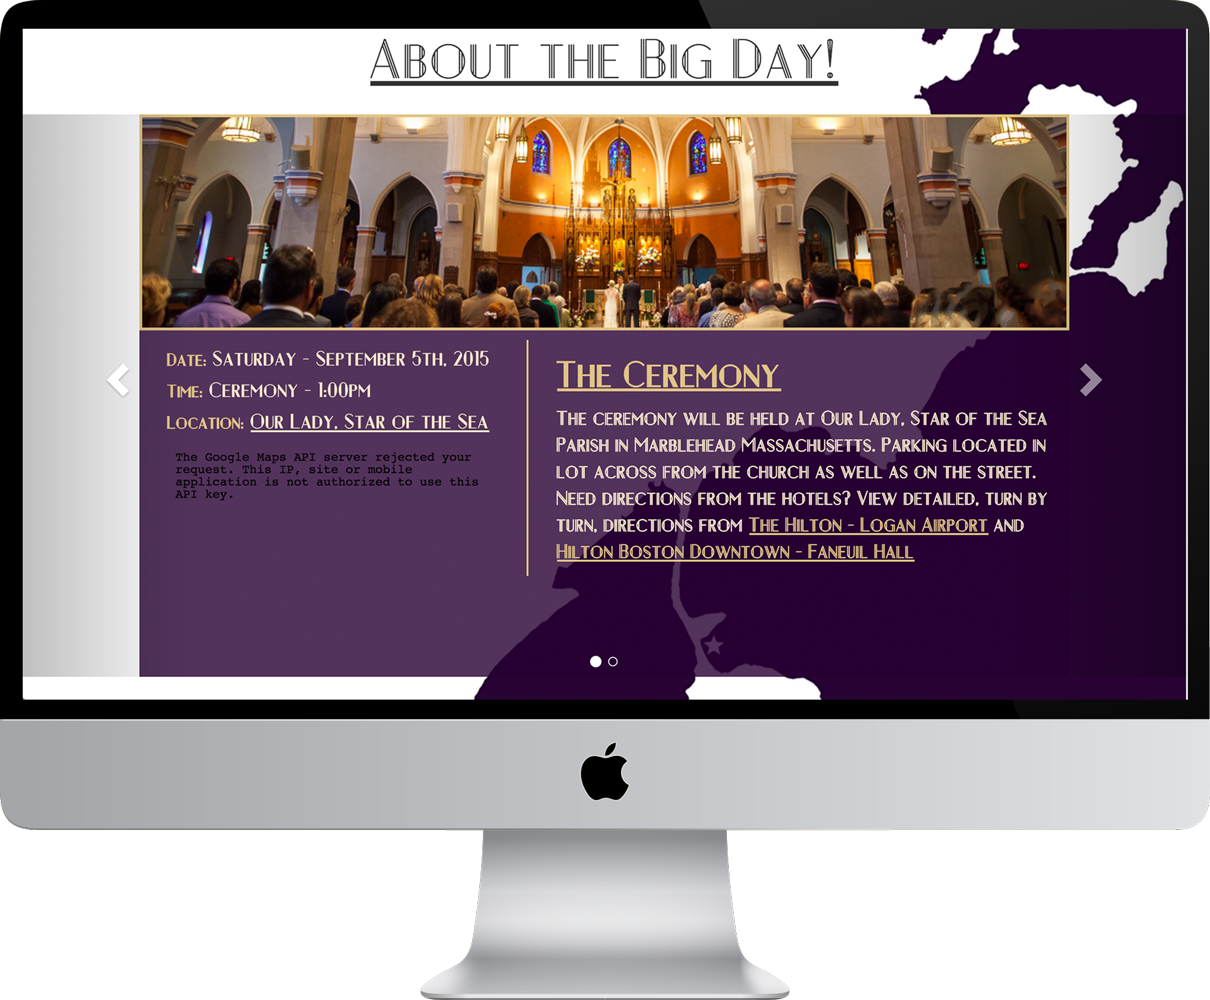 About the Big Day!
Date: Saturday - September 5th, 2015
Time: Ceremony - 1:00pm
Location: Our Lady, Star of the Sea
The Google Maps API server rejected your
request. This IP, site or mobile
application is not authorized to use this
API key.
The Ceremony
The ceremony will be held at Our Lady, Star of the Sea
Parish in Marblehead Massachusetts. Parking located in
lot across from the church as well as on the street.
Need directions from the hotels? View detailed, turn by
turn, directions from The Hilton - Logan Airport and
Hilton Boston Downtown - Faneuil Hall